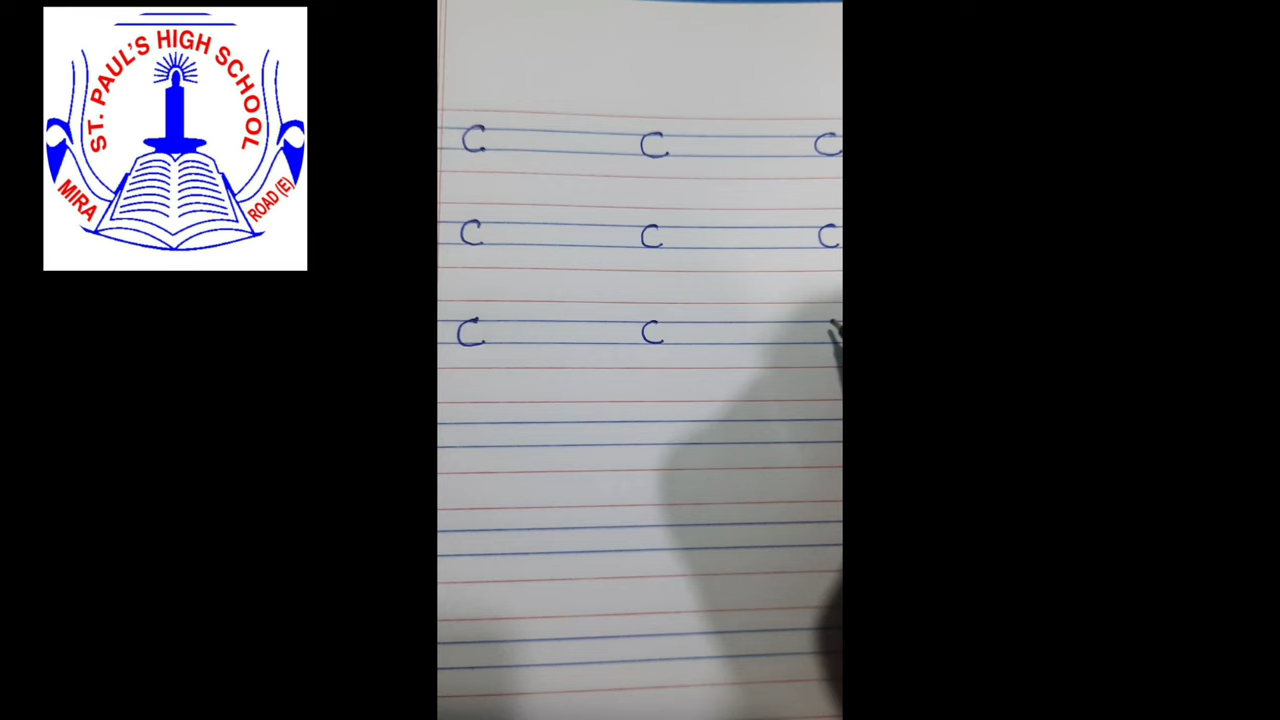 ST. PAUL'S HIGH SCHOOL
MIRA ROAD (E)
c c c
c c c
c c